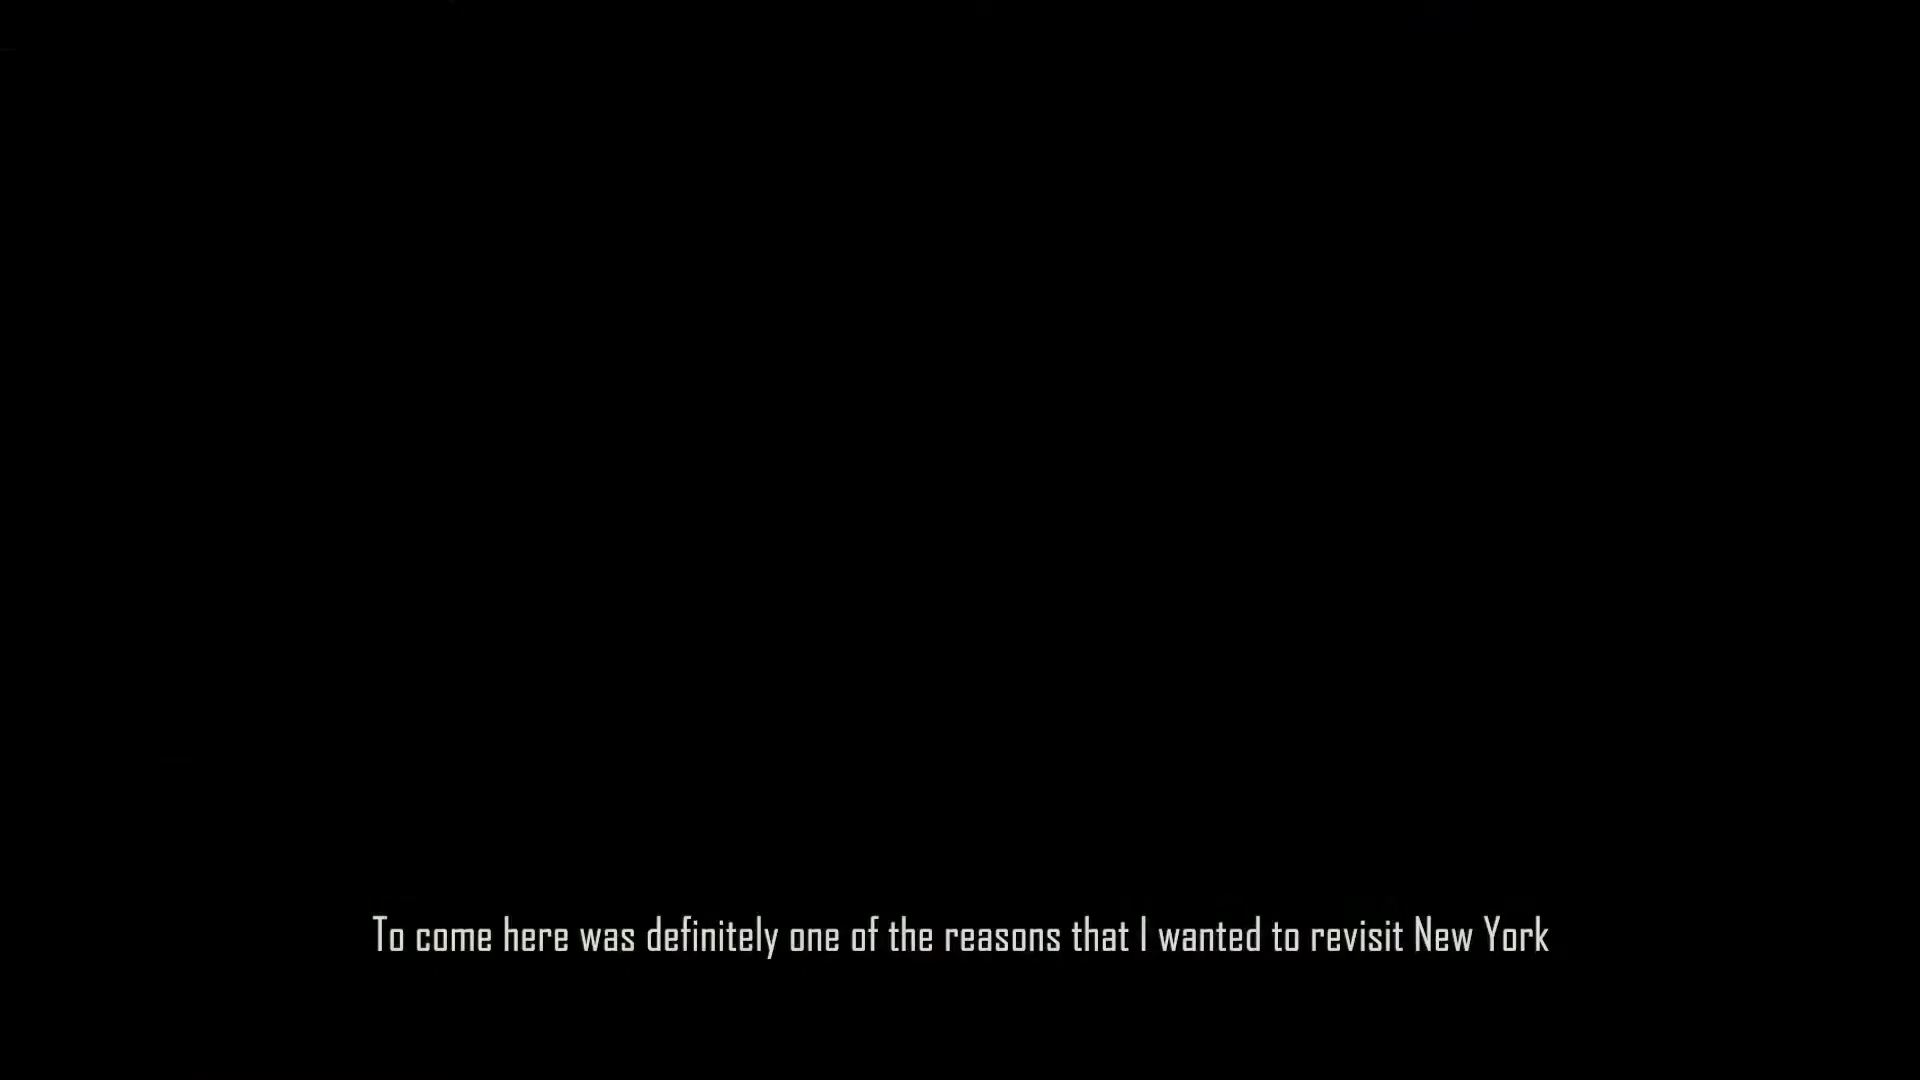 To come here was definitely one of the reasons that I wanted to revisit New York